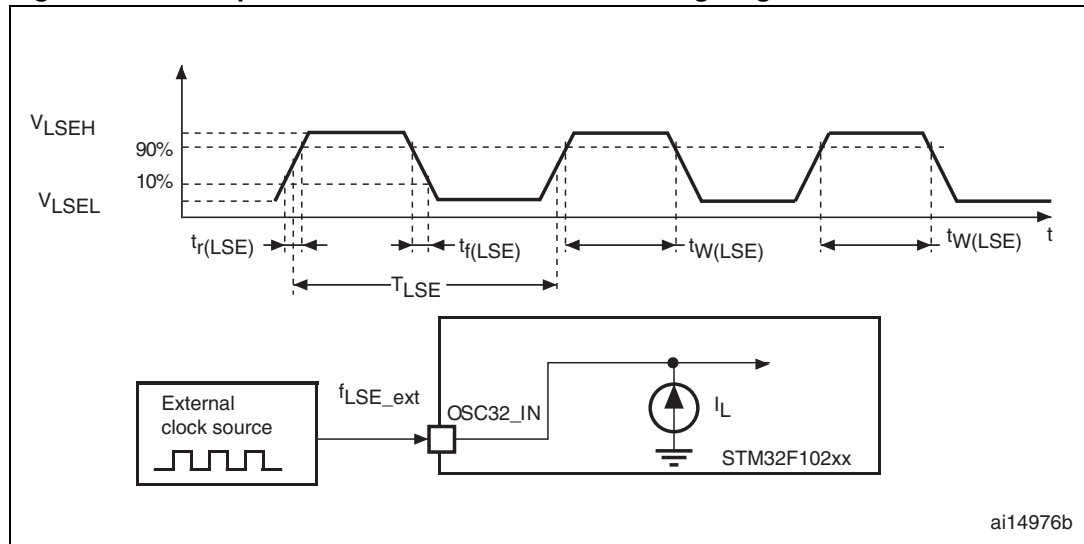 VLSEH
90%
10%
VLSEL
tr(LSE)
tf(LSE)
tW(LSE)
tW(LSE)
t
TLSE
External
clock source
fLSE_ext
OSC32_IN
IL
STM32F102xx
ai14976b